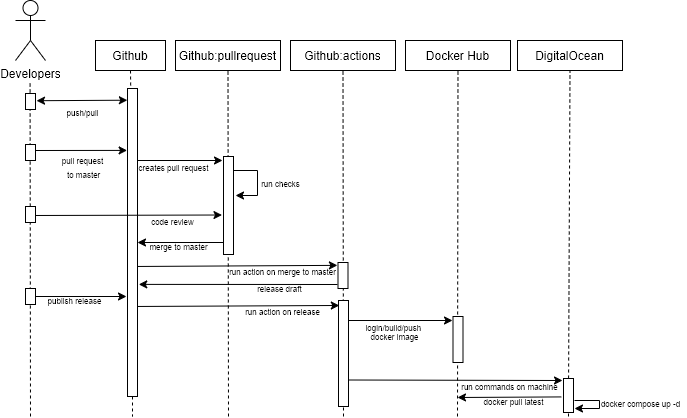 Github
Github:pullrequest
Github:actions
Docker Hub
DigitalOcean
Developers
push/pull
pull request
to master
creates pull request
run checks
code review
merge to master
run action on merge to master
release draft
publish release
run action on release
login/build/push
docker image
run commands on machine
docker pull latest
docker compose up -d